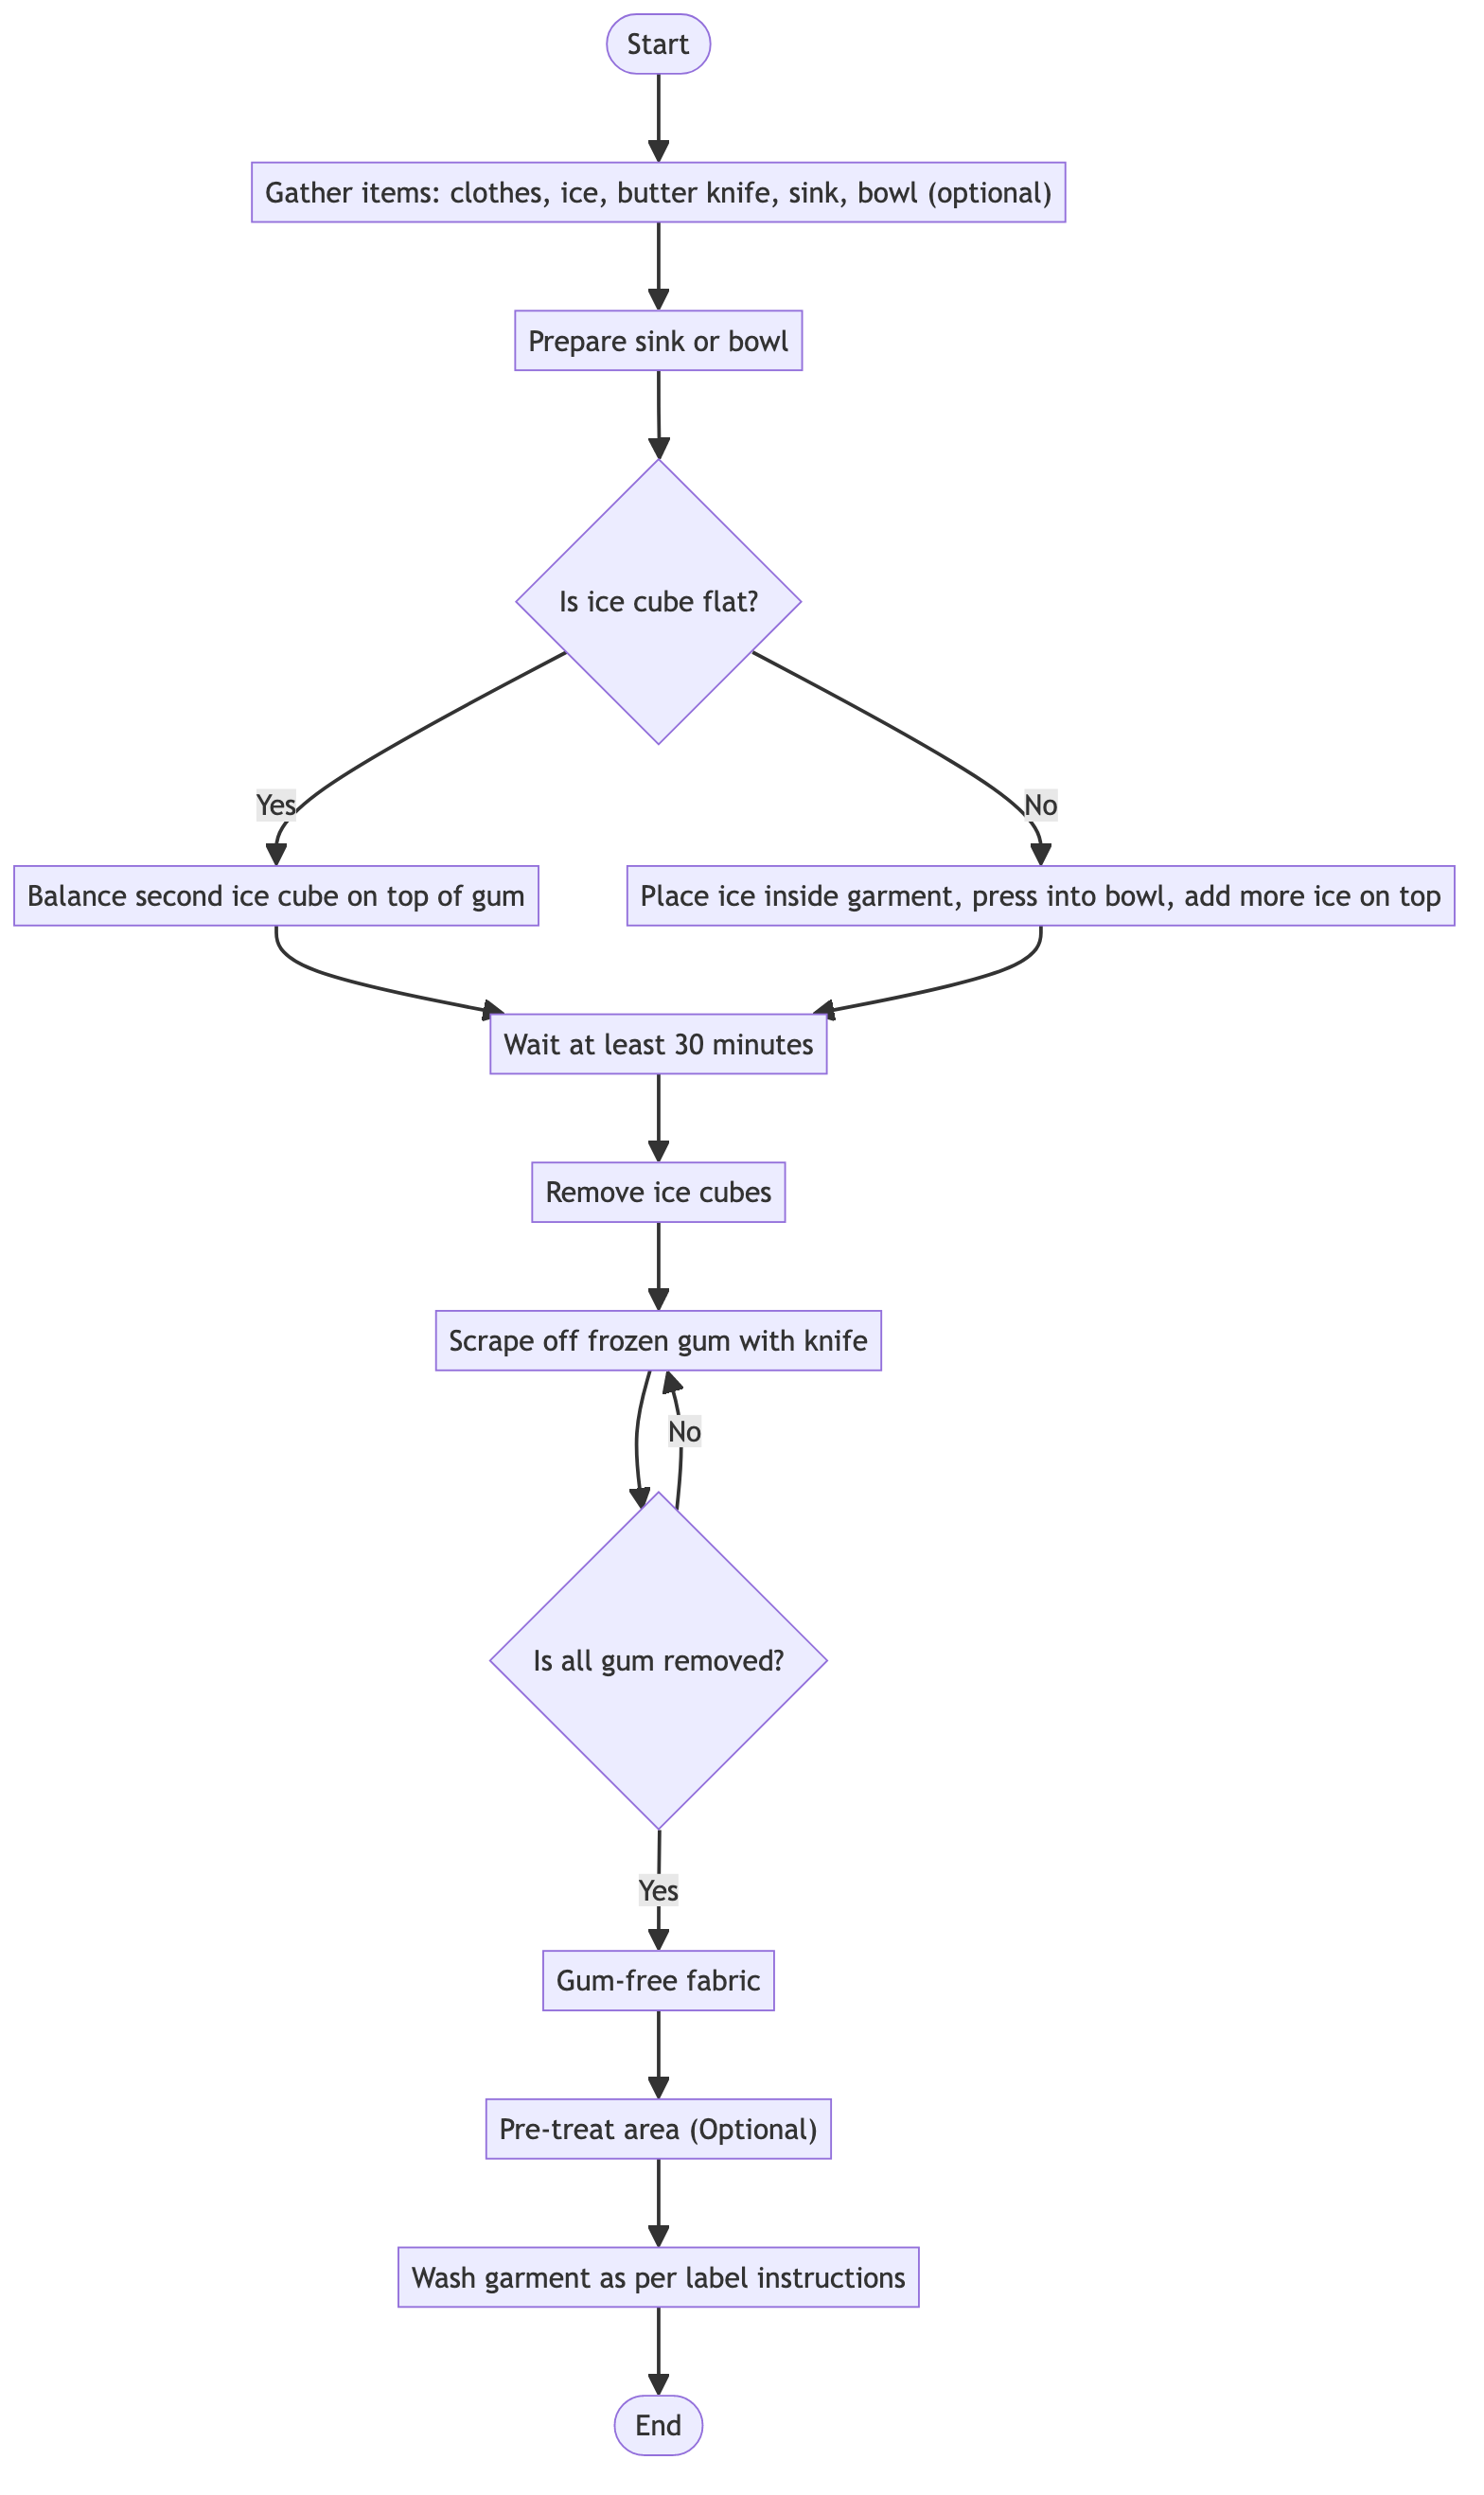 Start
Gather items: clothes, ice, butter knife, sink, bowl (optional)
Prepare sink or bowl
Is ice cube flat?
Yes
No
Balance second ice cube on top of gum
Place ice inside garment, press into bowl, add more ice on top
Wait at least 30 minutes
Remove ice cubes
Scrape off frozen gum with knife
No
Is all gum removed?
Yes
Gum-free fabric
Pre-treat area (Optional)
Wash garment as per label instructions
End